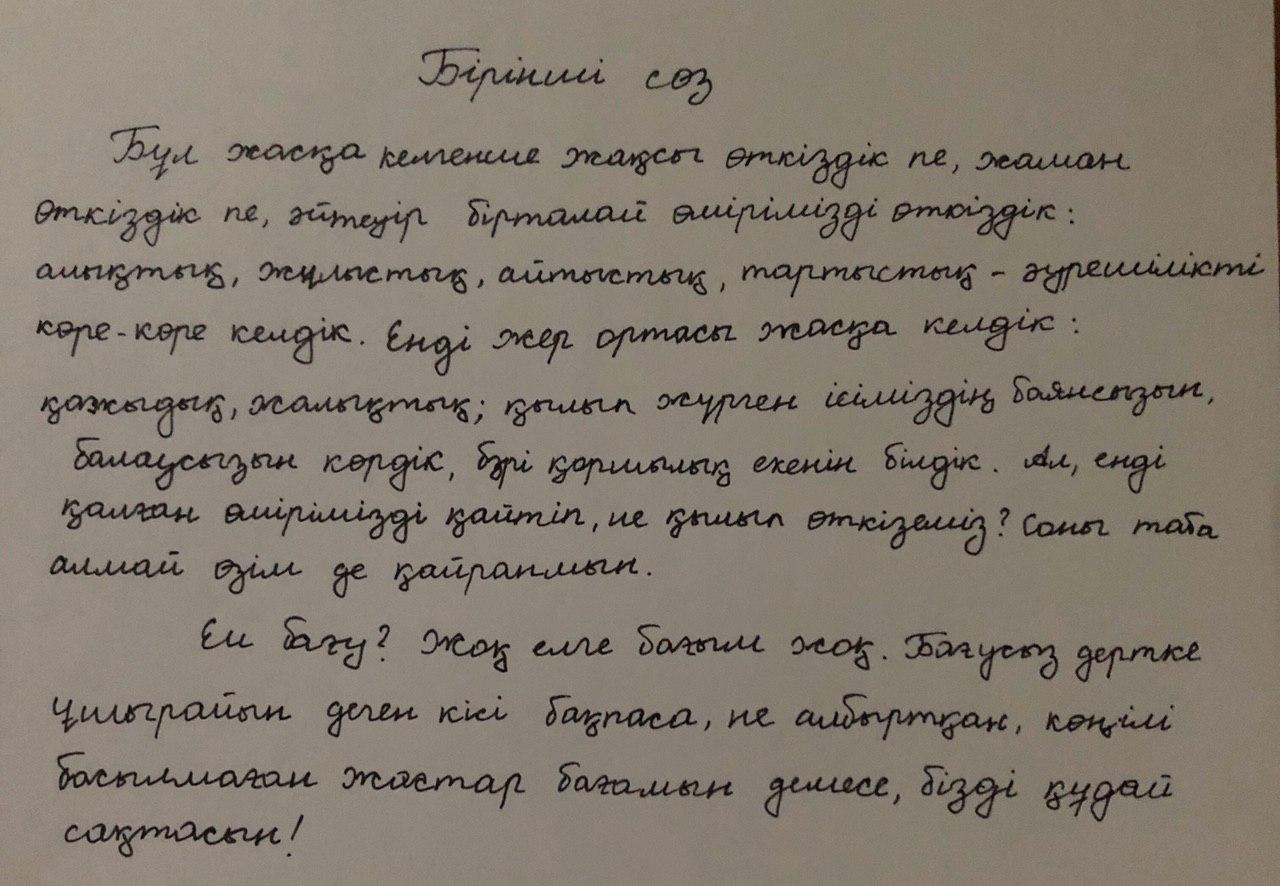 Бірінші сөз
Бұл жасқа келгенше жақсы өткіздік пе, жаман
өткіздік пе, әйтеуір бірталай өмірімізді өткіздік:
алықтық, жұлыстық, айтыстық, тартыстық - әурешілікті
көре-көре келдік. Енді жер ортасы жасқа келдік:
қажыдық, жалықтық; қылып жүрген ісіміздің баянсызын,
балаусызын көрдік, бәрі қоршылық екенін білдік. Ал, енді
қалған өмірімізді қайтіп, не қылып өткіземіз? Соны таба
алмай өзім де қайранмын.
Ел бағу? Жоқ елге бағым жоқ. Бағусыз дертке
ұшырайын деген кісі бақпаса, не албыртқан, көңілі
басылмаған жастар бағамын демесе, бізді құдай
сақтасын!